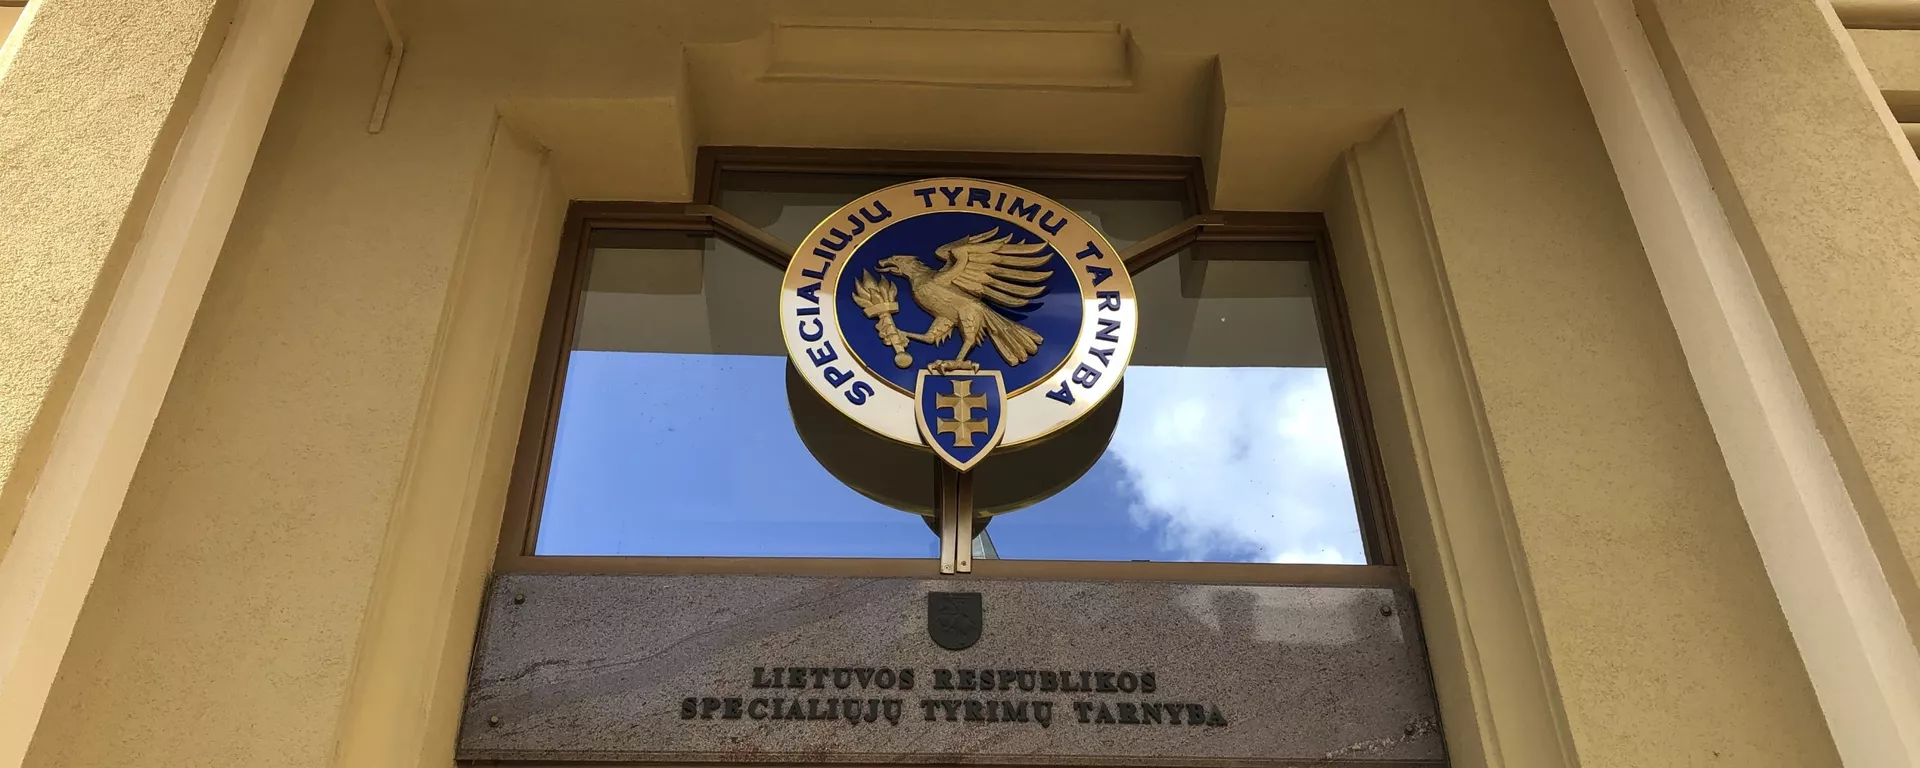 SPECIALIŲJŲ TYRIMŲ TARNYBA
LIETUVOS RESPUBLIKOS
SPECIALIŲJŲ TYRIMŲ TARNYBA